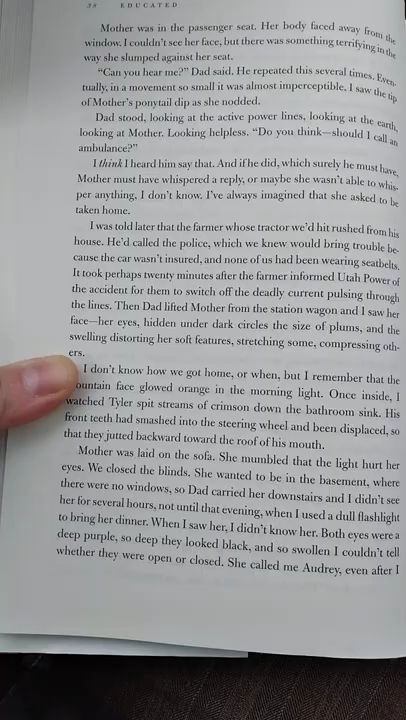 38 EDUCATED
Mother was in the passenger seat. Her body faced away from the
window. I couldn't see her face, but there was something terrifying in the
way she slumped against her seat.
"Can you hear me?" Dad said. He repeated this several times. Even-
tually, in a movement so small it was almost imperceptible, I saw the tip
of Mother's ponytail dip as she nodded.
Dad stood, looking at the active power lines, looking at the earth,
looking at Mother. Looking helpless. "Do you think—should I call an
ambulance?"
I think I heard him say that. And if he did, which surely he must have,
Mother must have whispered a reply, or maybe she wasn't able to whis-
per anything, I don't know. I've always imagined that she asked to be
taken home.
I was told later that the farmer whose tractor we'd hit rushed from his
house. He'd called the police, which we knew would bring trouble be-
cause the car wasn't insured, and none of us had been wearing seatbelts.
It took perhaps twenty minutes after the farmer informed Utah Power of
the accident for them to switch off the deadly current pulsing through
the lines. Then Dad lifted Mother from the station wagon and I saw her
face—her eyes, hidden under dark circles the size of plums, and the
swelling distorting her soft features, stretching some, compressing oth-
ers.
I don't know how we got home, or when, but I remember that the
mountain face glowed orange in the morning light. Once inside, I
watched Tyler spit streams of crimson down the bathroom sink. His
front teeth had smashed into the steering wheel and been displaced, so
that they jutted backward toward the roof of his mouth.
Mother was laid on the sofa. She mumbled that the light hurt her
eyes. We closed the blinds. She wanted to be in the basement, where
there were no windows, so Dad carried her downstairs and I didn't see
her for several hours, not until that evening, when I used a dull flashlight
to bring her dinner. When I saw her, I didn't know her. Both eyes were a
deep purple, so deep they looked black, and so swollen I couldn't tell
whether they were open or closed. She called me Audrey, even after I